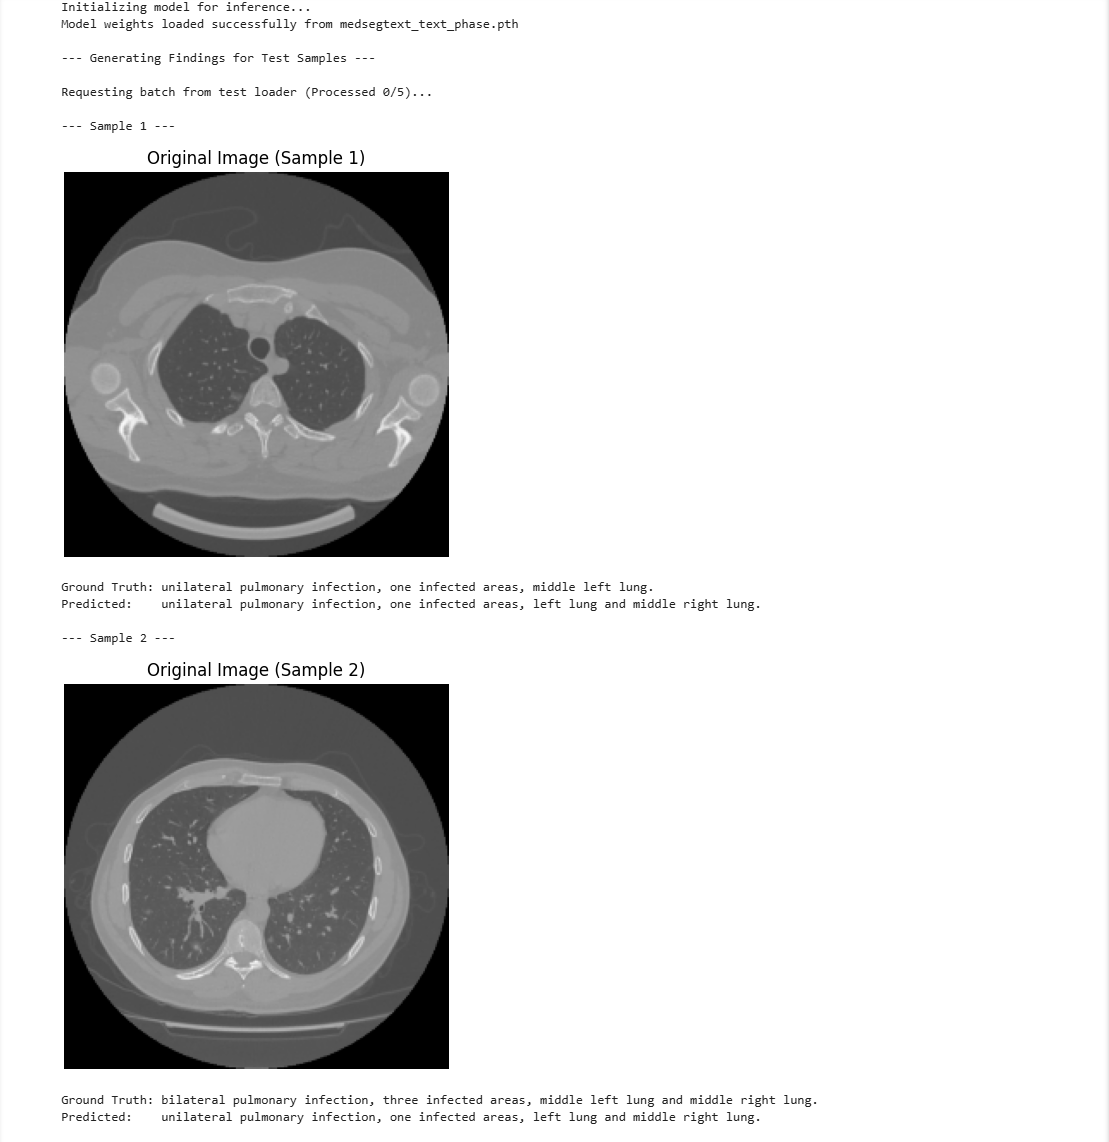 Initializing model for inference...
Model weights loaded successfully from medsegtext_text_phase.pth
--- Generating Findings for Test Samples ---
Requesting batch from test loader (Processed 0/5)...
--- Sample 1 ---
Original Image (Sample 1)
Ground Truth: unilateral pulmonary infection, one infected areas, middle left lung.
Predicted:    unilateral pulmonary infection, one infected areas, left lung and middle right lung.
--- Sample 2 ---
Original Image (Sample 2)
Ground Truth: bilateral pulmonary infection, three infected areas, middle left lung and middle right lung.
Predicted:    unilateral pulmonary infection, one infected areas, left lung and middle right lung.